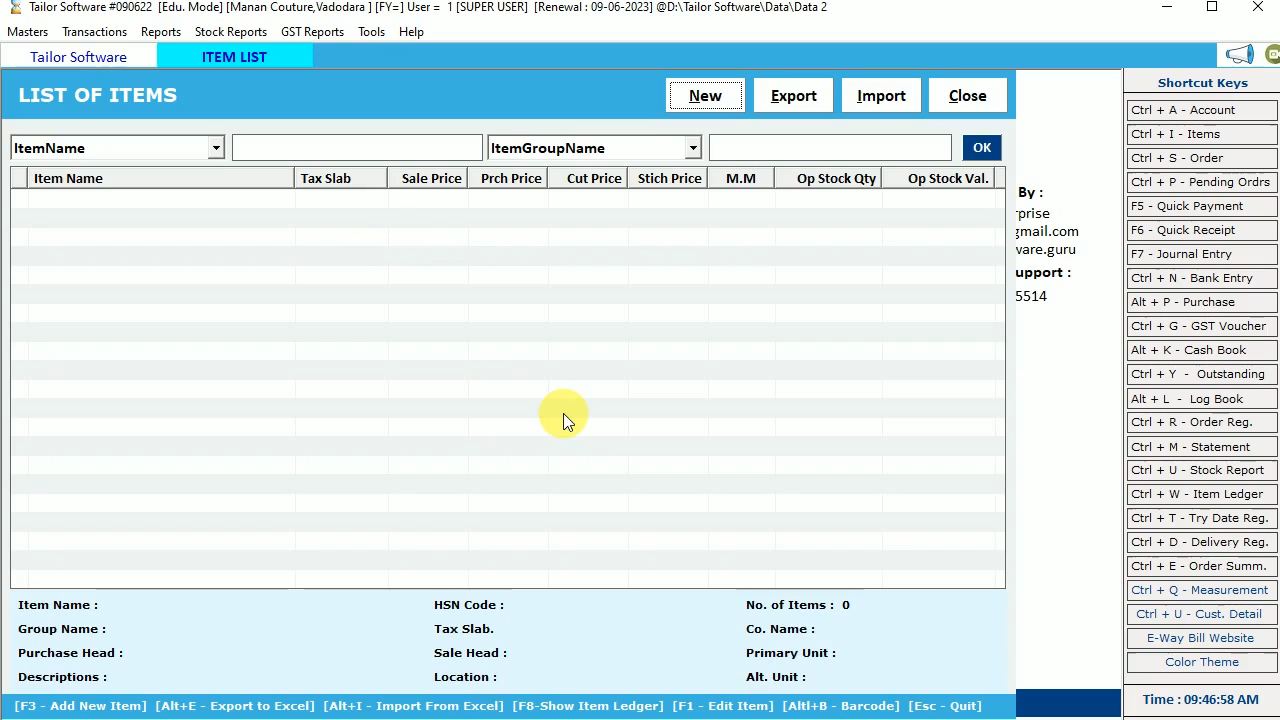 Tailor Software #090622 [Edu. Mode] [Manan Couture,Vadodara ] [FY=] User = 1 [SUPER USER] [Renewal : 09-06-2023] @D:\Tailor Software\Data\Data 2
Masters Transactions Reports Stock Reports GST Reports Tools Help
Tailor Software ITEM LIST
LIST OF ITEMS New Export Import Close
ItemName ItemGroupName OK
Item Name Tax Slab Sale Price Prch Price Cut Price Stich Price M.M Op Stock Qty Op Stock Val.
By :
rprise
gmail.com
ware.guru
upport :
5514
Item Name : HSN Code : No. of Items : 0
Group Name : Tax Slab. Co. Name :
Purchase Head : Sale Head : Primary Unit :
Descriptions : Location : Alt. Unit :
[F3 - Add New Item] [Alt+E - Export to Excel] [Alt+I - Import From Excel] [F8-Show Item Ledger] [F1 - Edit Item] [Altl+B - Barcode] [Esc - Quit]
Shortcut Keys
Ctrl + A - Account
Ctrl + I - Items
Ctrl + S - Order
Ctrl + P - Pending Ordrs
F5 - Quick Payment
F6 - Quick Receipt
F7 - Journal Entry
Ctrl + N - Bank Entry
Alt + P - Purchase
Ctrl + G - GST Voucher
Alt + K - Cash Book
Ctrl + Y - Outstanding
Alt + L - Log Book
Ctrl + R - Order Reg.
Ctrl + M - Statement
Ctrl + U - Stock Report
Ctrl + W - Item Ledger
Ctrl + T - Try Date Reg.
Ctrl + D - Delivery Reg.
Ctrl + E - Order Summ.
Ctrl + Q - Measurement
Ctrl + U - Cust. Detail
E-Way Bill Website
Color Theme
Time : 09:46:58 AM